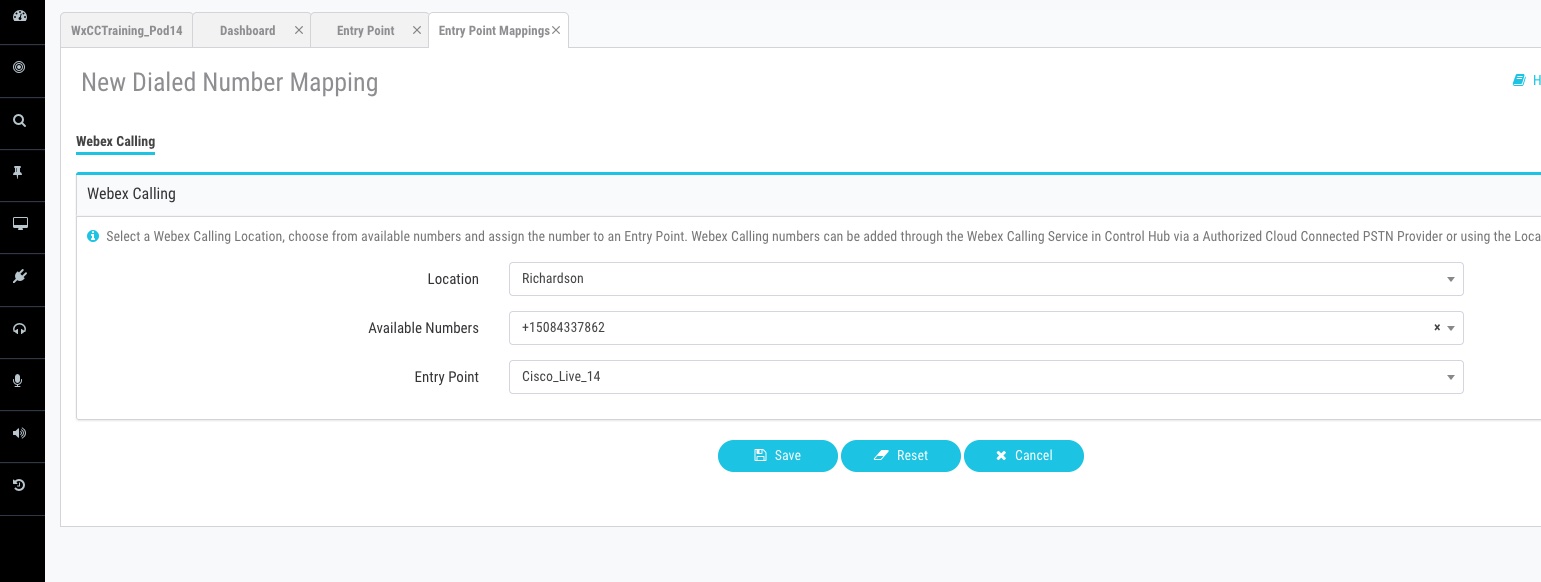 WxCCTraining_Pod14 Dashboard Entry Point Entry Point Mappings
New Dialed Number Mapping
H
Webex Calling
Webex Calling
Select a Webex Calling Location, choose from available numbers and assign the number to an Entry Point. Webex Calling numbers can be added through the Webex Calling Service in Control Hub via a Authorized Cloud Connected PSTN Provider or using the Loca
Location Richardson
Available Numbers +15084337862
Entry Point Cisco_Live_14
Save Reset Cancel